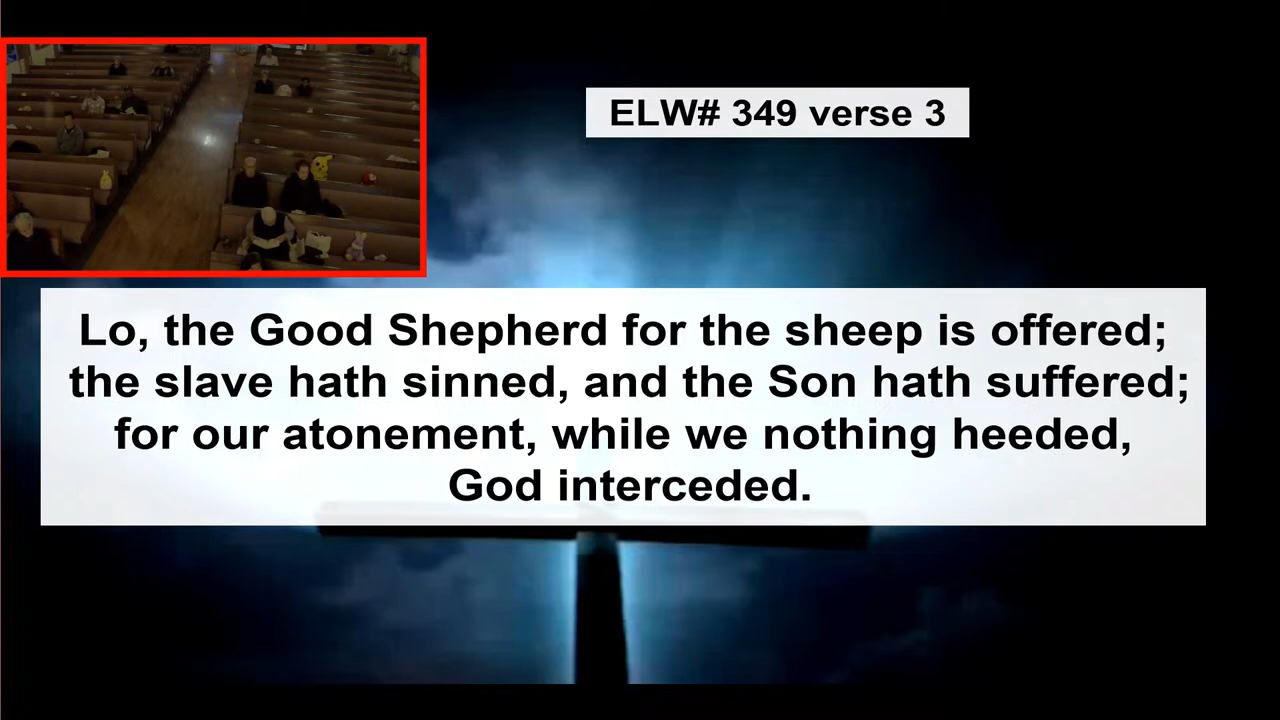 ELW# 349 verse 3
Lo, the Good Shepherd for the sheep is offered;
the slave hath sinned, and the Son hath suffered;
for our atonement, while we nothing heeded,
God interceded.